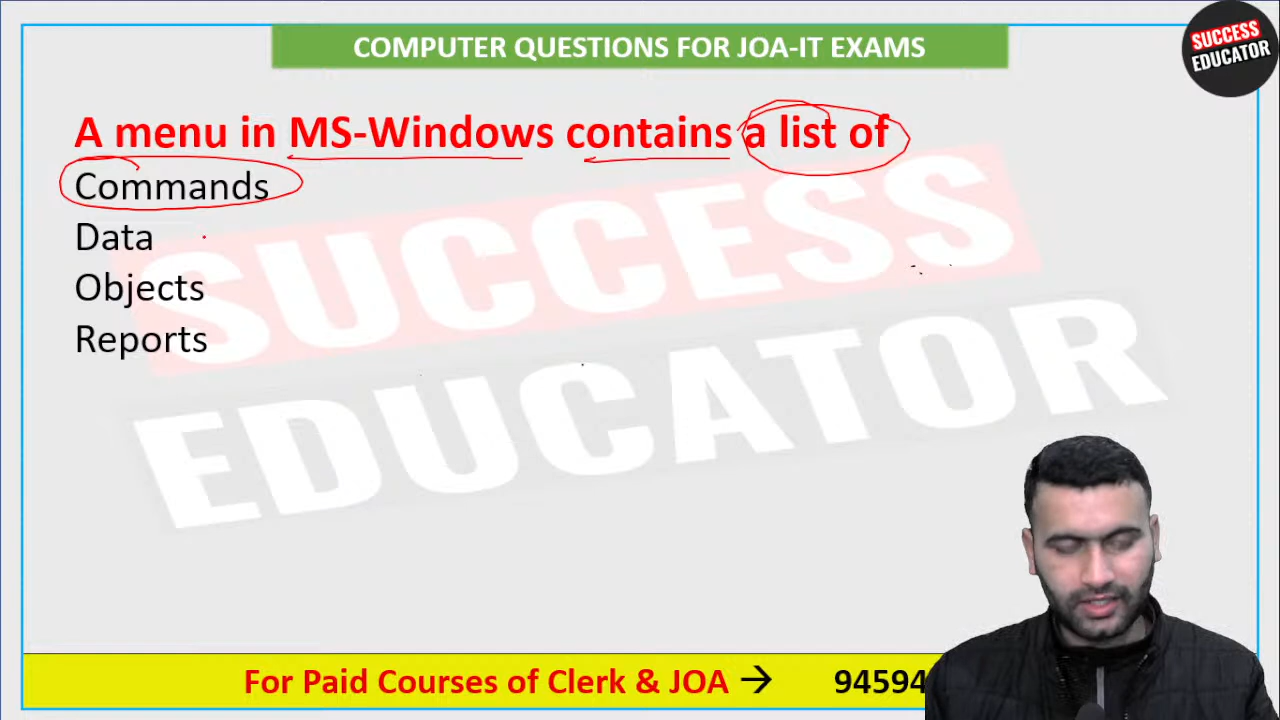 COMPUTER QUESTIONS FOR JOA-IT EXAMS
SUCCESS
EDUCATOR
A menu in MS-Windows contains a list of
Commands
Data
Objects
Reports
SUCCESS
EDUCATOR
For Paid Courses of Clerk & JOA → 94594